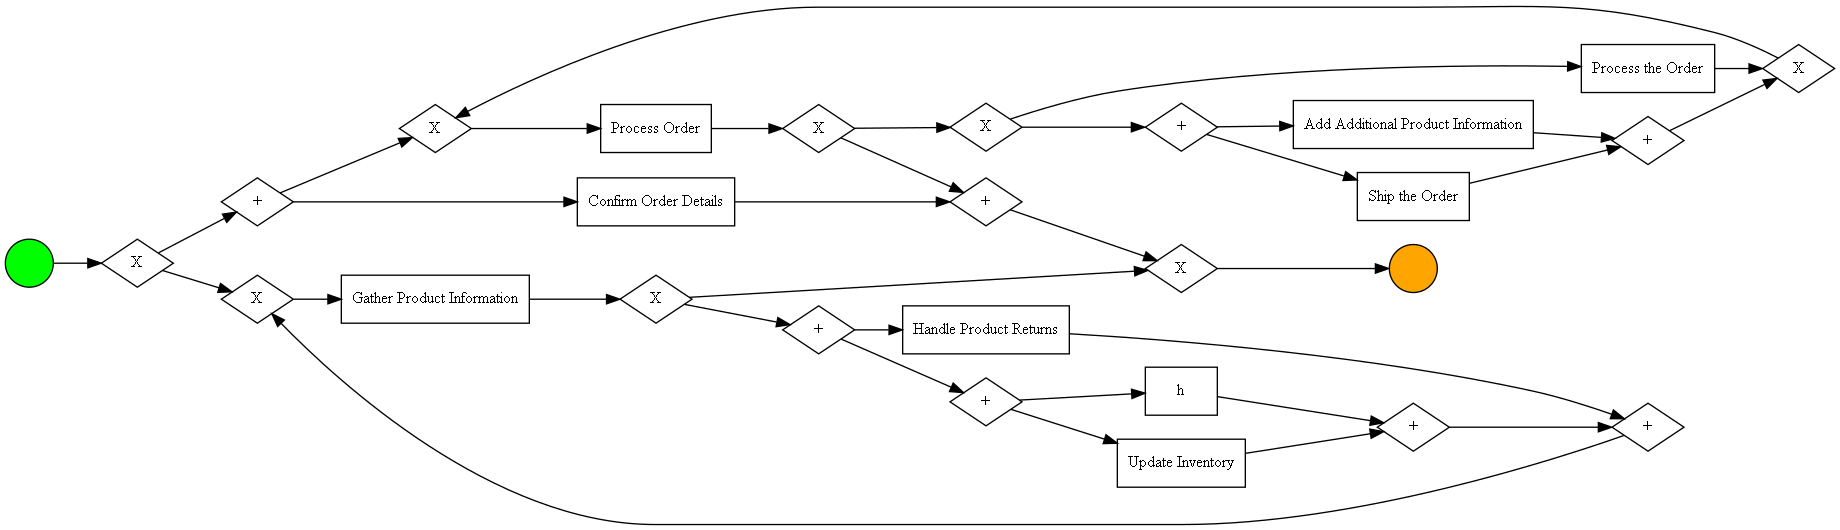 Process the Order
X
X
Process Order
X
X
+
Add Additional Product Information
+
+
Confirm Order Details
+
Ship the Order
X
X
X
Gather Product Information
X
+
Handle Product Returns
+
h
+
+
Update Inventory